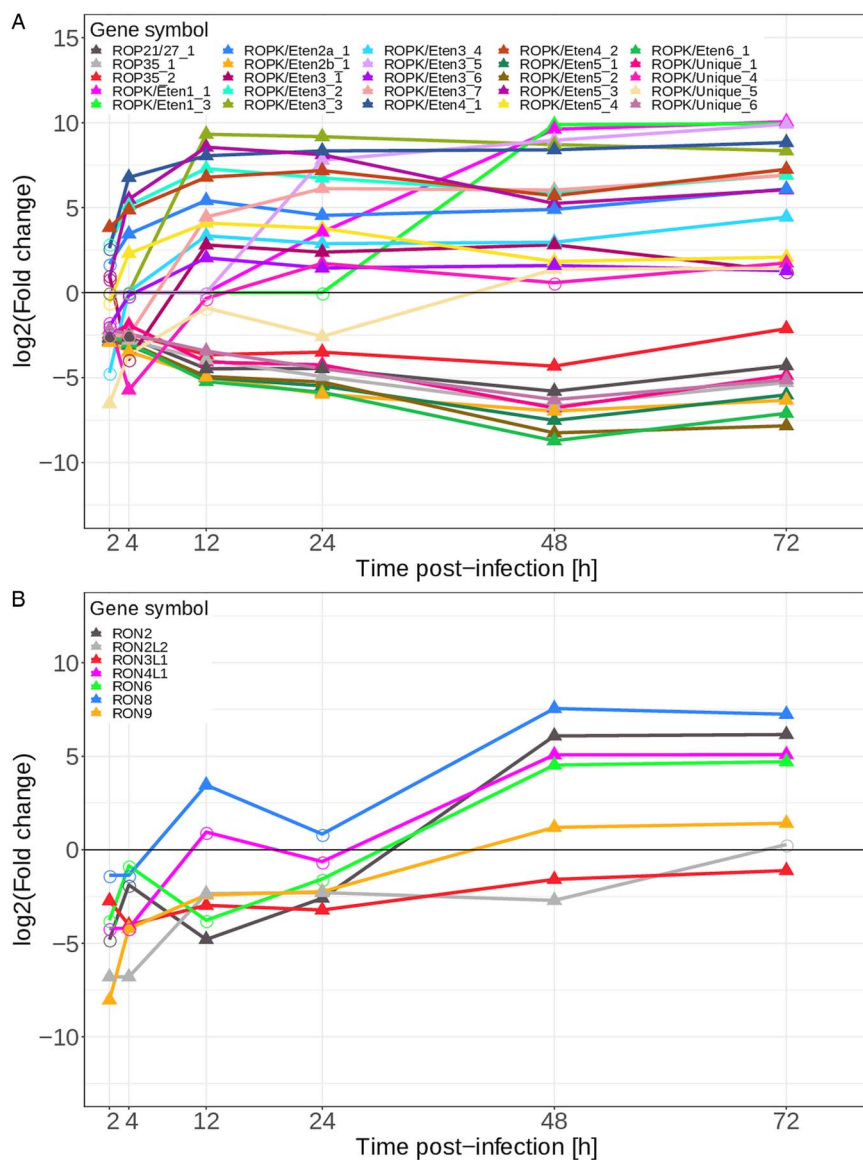 A
Gene symbol
ROP21/27_1 ROPK/Eten2a_1 ROPK/Eten3_4 ROPK/Eten4_2 ROPK/Eten6_1
ROP35_1 ROPK/Eten2b_1 ROPK/Eten3_5 ROPK/Eten5_1 ROPK/Unique_1
ROP35_2 ROPK/Eten3_1 ROPK/Eten3_6 ROPK/Eten5_2 ROPK/Unique_4
ROPK/Eten1_1 ROPK/Eten3_2 ROPK/Eten3_7 ROPK/Eten5_3 ROPK/Unique_5
ROPK/Eten1_3 ROPK/Eten3_3 ROPK/Eten4_1 ROPK/Eten5_4 ROPK/Unique_6
15
10
5
0
−5
−10
log2(Fold change)
2 4 12 24 48 72
Time post−infection [h]
B
Gene symbol
RON2
RON2L2
RON3L1
RON4L1
RON6
RON8
RON9
10
5
0
−5
−10
log2(Fold change)
2 4 12 24 48 72
Time post−infection [h]